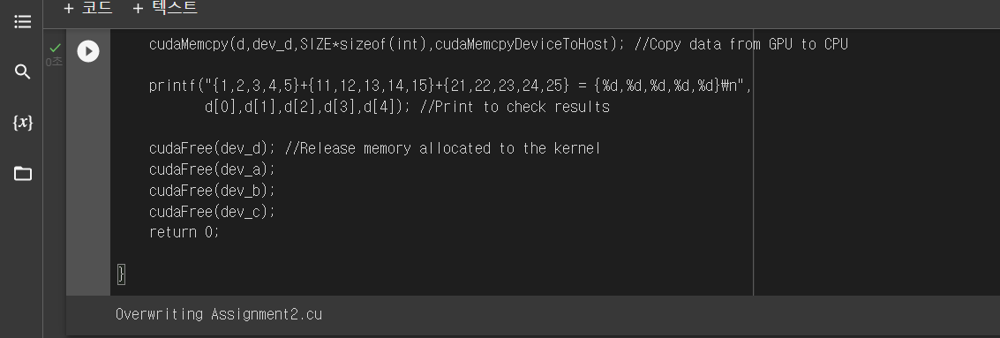 + 코드 + 텍스트
0초
{x}
cudaMemcpy(d,dev_d,SIZE*sizeof(int),cudaMemcpyDeviceToHost); //Copy data from GPU to CPU
printf("{1,2,3,4,5}+{11,12,13,14,15}+{21,22,23,24,25} = {%d,%d,%d,%d,%d}₩n",
d[0],d[1],d[2],d[3],d[4]); //Print to check results
cudaFree(dev_d); //Release memory allocated to the kernel
cudaFree(dev_a);
cudaFree(dev_b);
cudaFree(dev_c);
return 0;
}
Overwriting Assignment2.cu